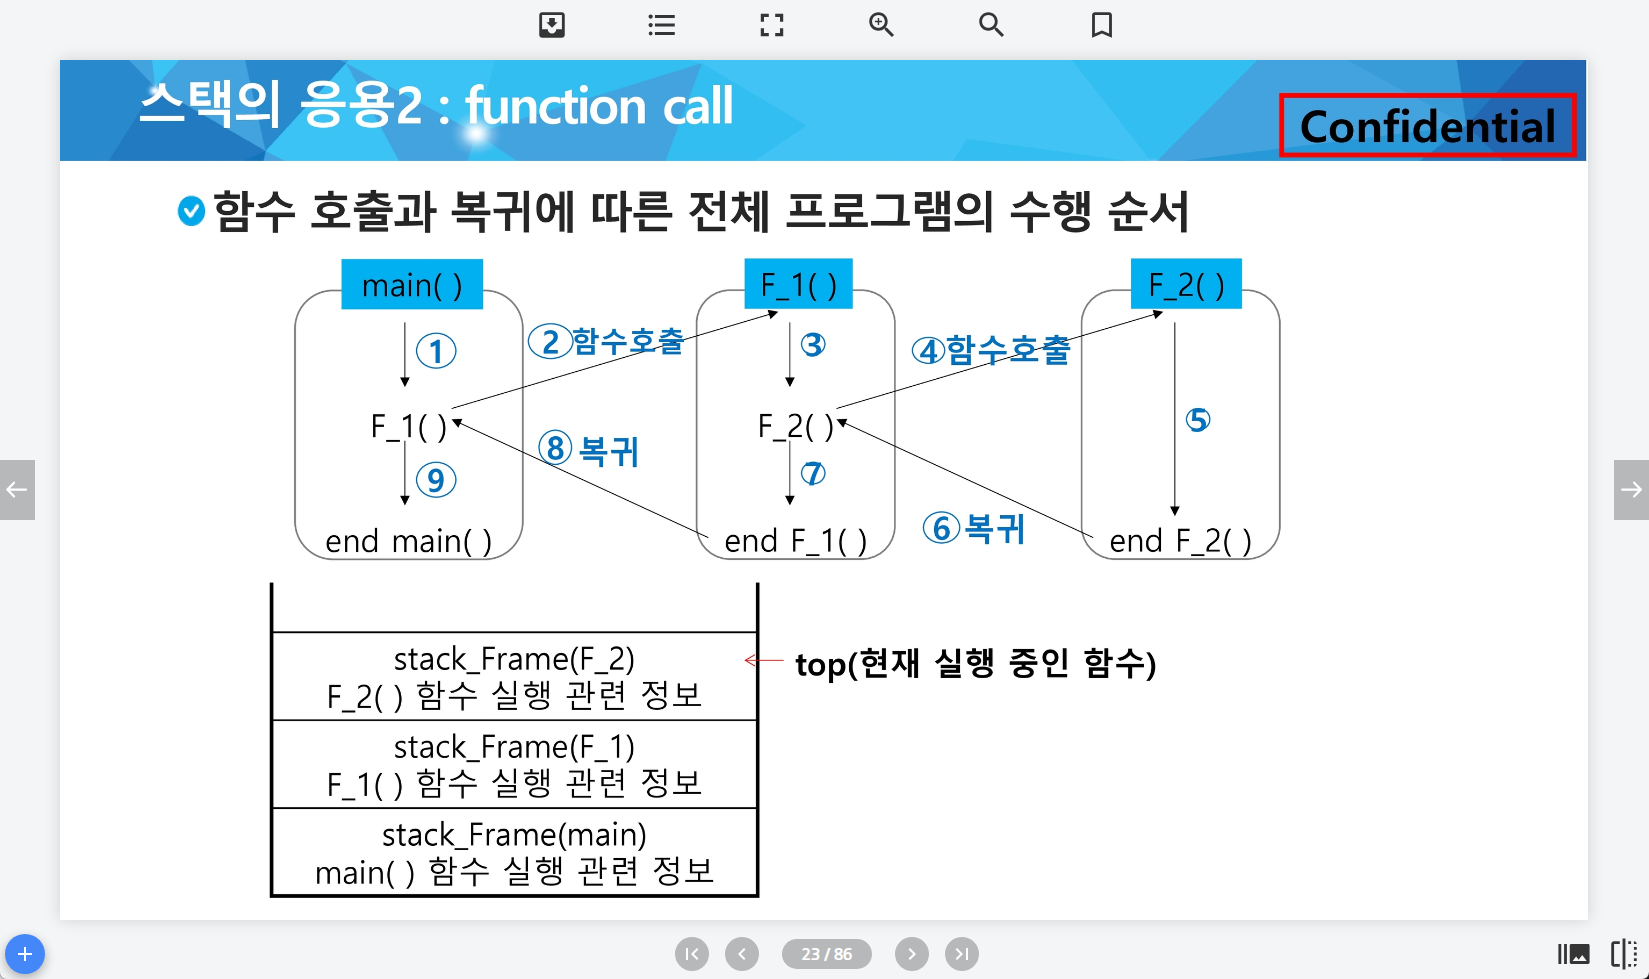 스택의 응용2 : function call
Confidential
함수 호출과 복귀에 따른 전체 프로그램의 수행 순서
main( )
F_1( )
F_2( )
①
②함수호출
③
④함수호출
⑤
F_1( )
F_2( )
⑧ 복귀
⑨
⑦
⑥복귀
end main( )
end F_1( )
end F_2( )
stack_Frame(F_2)
F_2( ) 함수 실행 관련 정보
top(현재 실행 중인 함수)
stack_Frame(F_1)
F_1( ) 함수 실행 관련 정보
stack_Frame(main)
main( ) 함수 실행 관련 정보
23 / 86